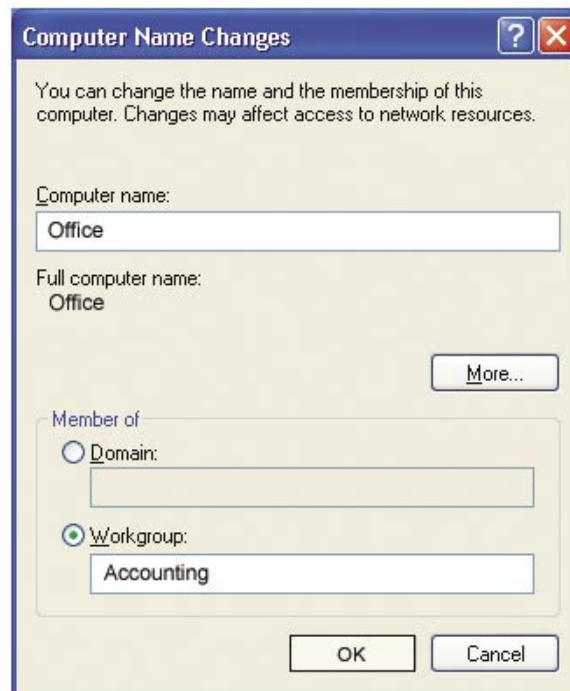 Computer Name Changes
?
X
You can change the name and the membership of this
computer. Changes may affect access to network resources.
Computer name:
Office
Full computer name:
Office
More...
Member of
Domain:
Workgroup:
Accounting
OK
Cancel